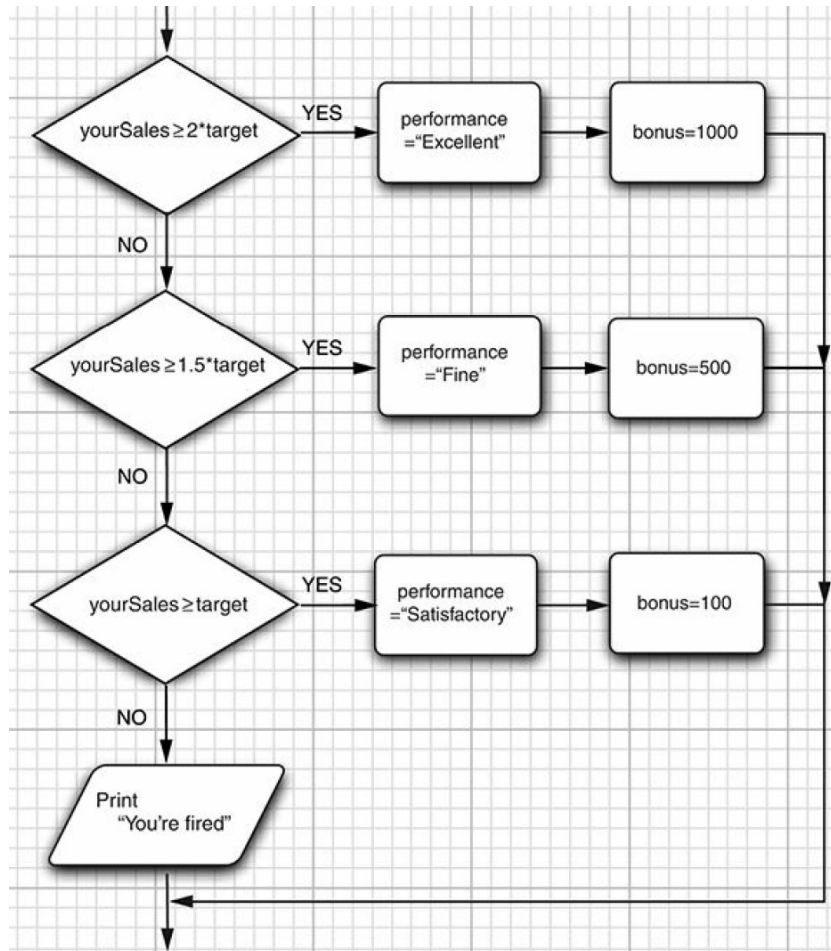 yourSales≥2*target
YES
performance
="Excellent"
bonus=1000
NO
yourSales≥1.5*target
YES
performance
="Fine"
bonus=500
NO
yourSales≥target
YES
performance
="Satisfactory"
bonus=100
NO
Print
"You're fired"